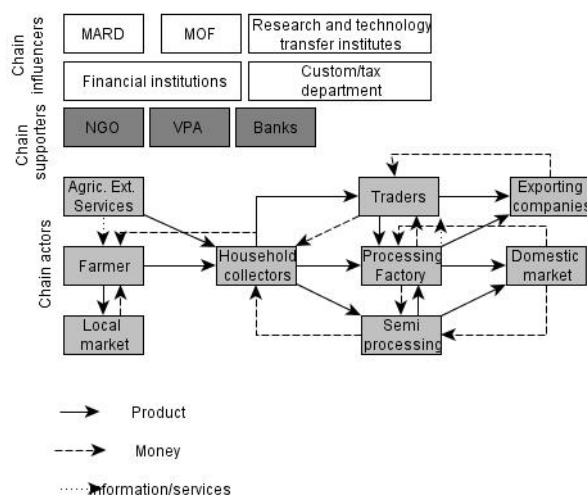 Chain influencers
MARD
MOF
Research and technology
transfer institutes
Financial institutions
Custom/tax
department
Chain supporters
NGO
VPA
Banks
Chain actors
Agric. Ext.
Services
Traders
Exporting
companies
Farmer
Household
collectors
Processing
Factory
Domestic
market
Local
market
Semi
processing
Product
Money
Information/services